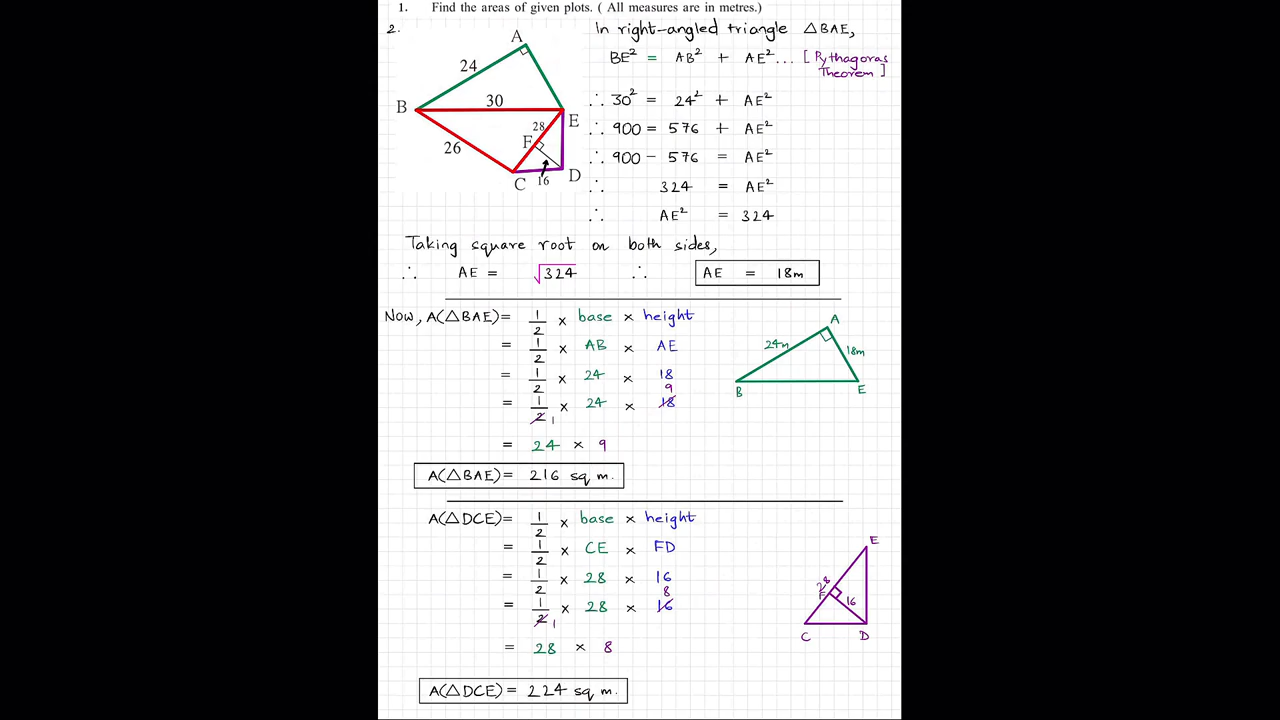 1. Find the areas of given plots. ( All measures are in metres.)
2.
A
24
B
30
E
28
F
26
C
16
D
In right-angled triangle △BAE,
BE² = AB² + AE² ... [Pythagoras Theorem]
∴ 30² = 24² + AE²
∴ 900 = 576 + AE²
∴ 900 - 576 = AE²
∴ 324 = AE²
∴ AE² = 324
Taking square root on both sides,
∴ AE = √324 ∴ AE = 18m
Now, A(△BAE) = 1/2 × base × height
= 1/2 × AB × AE
= 1/2 × 24 × 18
9
= 1/2 × 24 × 18
1
= 24 × 9
A(△BAE) = 216 sq m.
A
24m
18m
B
E
A(△DCE) = 1/2 × base × height
= 1/2 × CE × FD
= 1/2 × 28 × 16
8
= 1/2 × 28 × 16
1
= 28 × 8
A(△DCE) = 224 sq m.
E
28
F
16
C
D